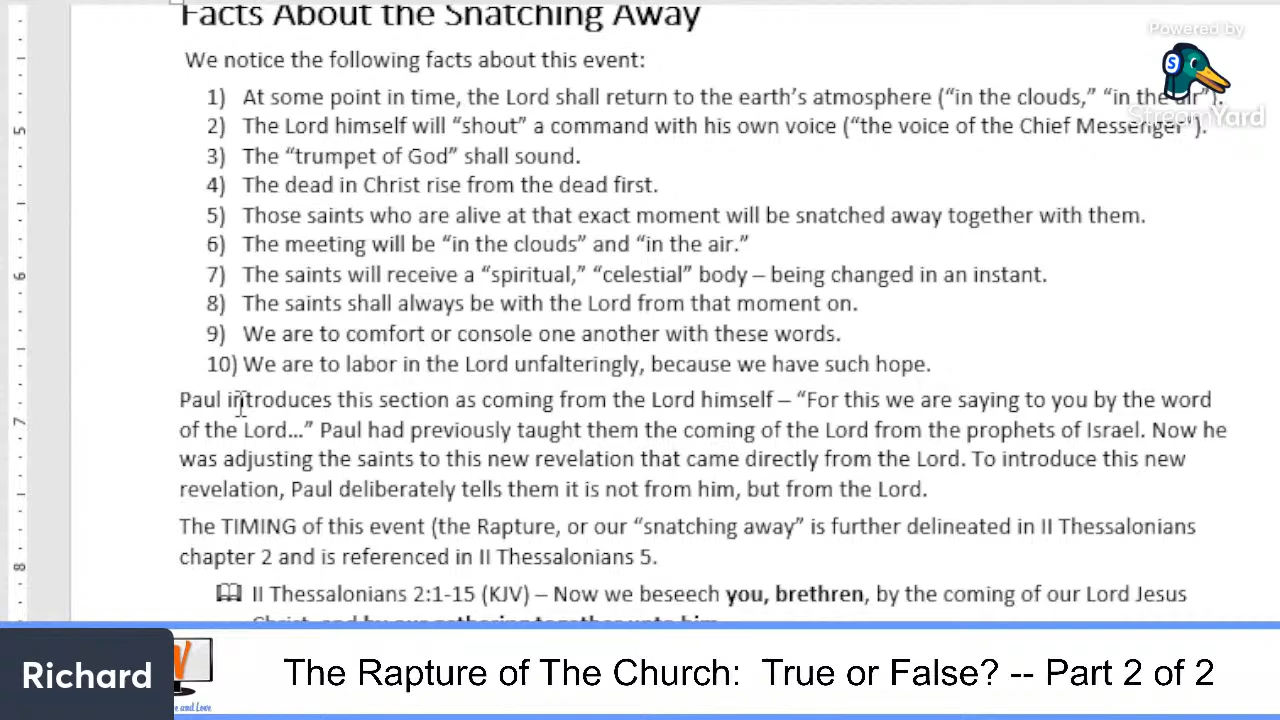 Facts About the Snatching Away
Powered by
We notice the following facts about this event:
1) At some point in time, the Lord shall return to the earth’s atmosphere (“in the clouds,” “in the air”).
StreamYard
2) The Lord himself will “shout” a command with his own voice (“the voice of the Chief Messenger”).
3) The “trumpet of God” shall sound.
4) The dead in Christ rise from the dead first.
5) Those saints who are alive at that exact moment will be snatched away together with them.
6) The meeting will be “in the clouds” and “in the air.”
7) The saints will receive a “spiritual,” “celestial” body – being changed in an instant.
8) The saints shall always be with the Lord from that moment on.
9) We are to comfort or console one another with these words.
10) We are to labor in the Lord unfalteringly, because we have such hope.
Paul introduces this section as coming from the Lord himself – “For this we are saying to you by the word
of the Lord…” Paul had previously taught them the coming of the Lord from the prophets of Israel. Now he
was adjusting the saints to this new revelation that came directly from the Lord. To introduce this new
revelation, Paul deliberately tells them it is not from him, but from the Lord.
The TIMING of this event (the Rapture, or our “snatching away” is further delineated in II Thessalonians
chapter 2 and is referenced in II Thessalonians 5.
II Thessalonians 2:1-15 (KJV) – Now we beseech you, brethren, by the coming of our Lord Jesus
Christ, and by our gathering together unto him
5
6
7
8
S
Richard
e and Love
The Rapture of The Church: True or False? -- Part 2 of 2